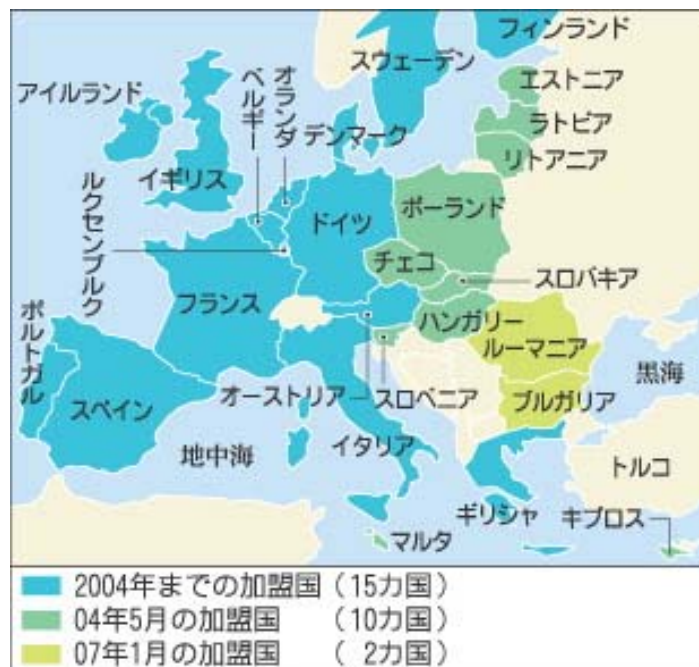 フィンランド
スウェーデン
エストニア
アイルランド
ベルギー
オランダ
デンマーク
ラトビア
リトアニア
イギリス
ルクセンブルク
ドイツ
ポーランド
チェコ
スロバキア
フランス
ハンガリー
ルーマニア
ポルトガル
スペイン
オーストリア
スロベニア
ブルガリア
黒海
地中海
イタリア
トルコ
ギリシャ
キプロス
マルタ
2004年までの加盟国(15カ国)
04年5月の加盟国 (10カ国)
07年1月の加盟国 ( 2カ国)